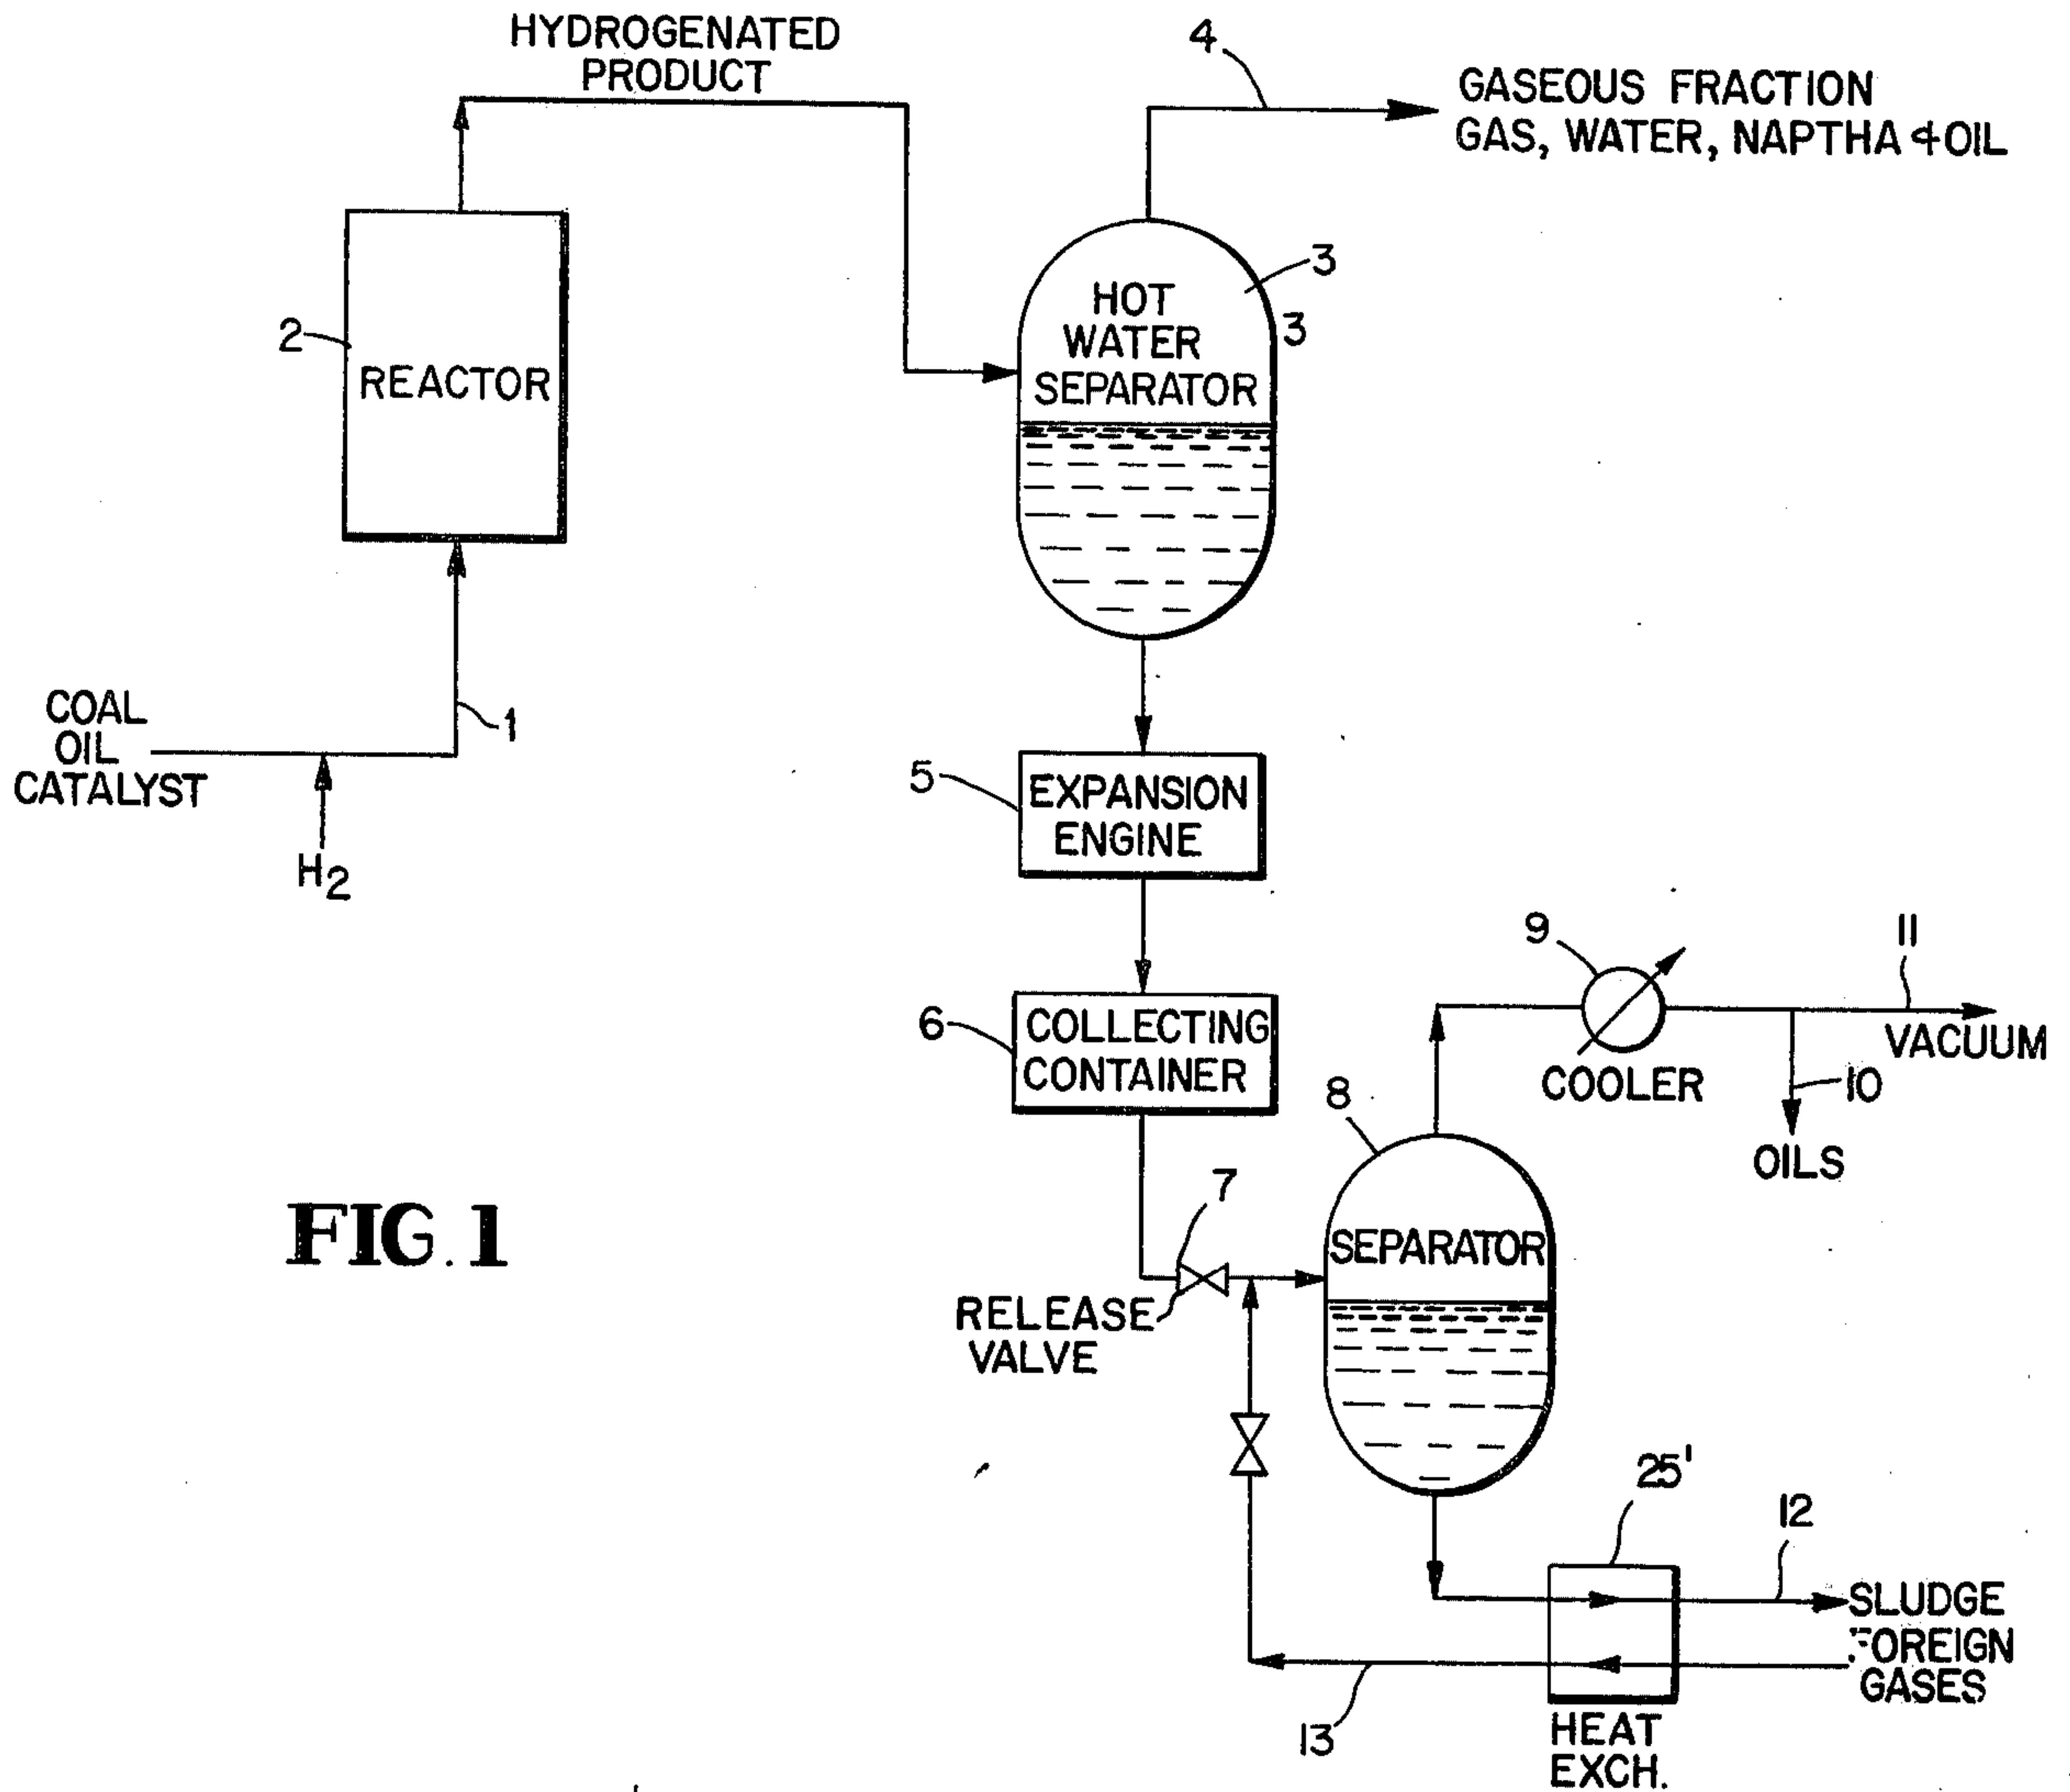 HYDROGENATED
PRODUCT
4
GASEOUS FRACTION
GAS, WATER, NAPTHA & OIL
2
REACTOR
3
HOT
WATER
SEPARATOR
3
COAL
OIL
CATALYST
1
H2
5
EXPANSION
ENGINE
6
COLLECTING
CONTAINER
9
COOLER
11
VACUUM
10
OILS
8
SEPARATOR
7
RELEASE
VALVE
FIG. 1
25'
12
SLUDGE
FOREIGN
GASES
13
HEAT
EXCH.